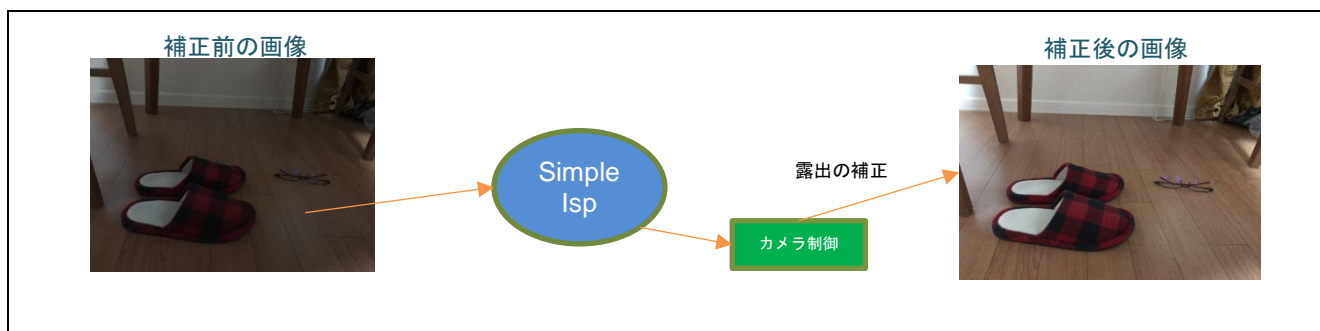 補正前の画像
補正後の画像
Simple
Isp
露出の補正
カメラ制御